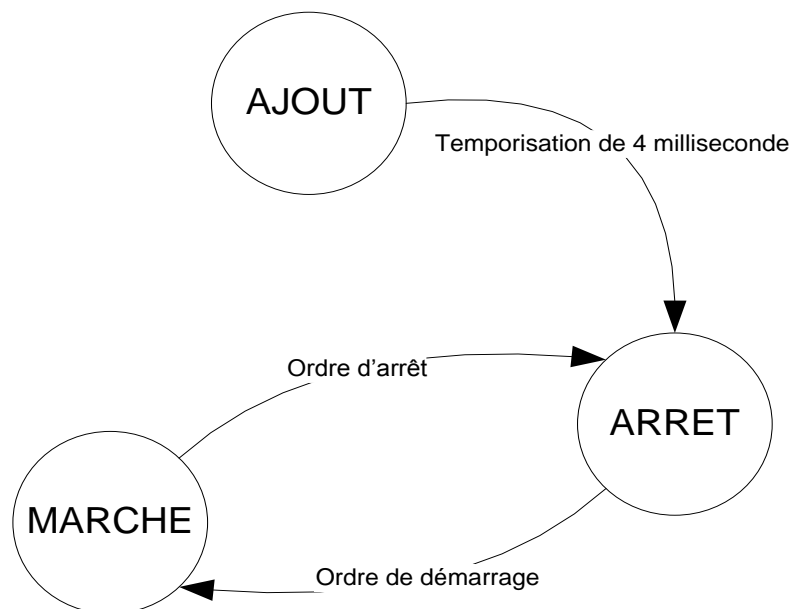 AJOUT
Temporisation de 4 milliseconde
Ordre d'arrêt
ARRET
MARCHE
Ordre de démarrage